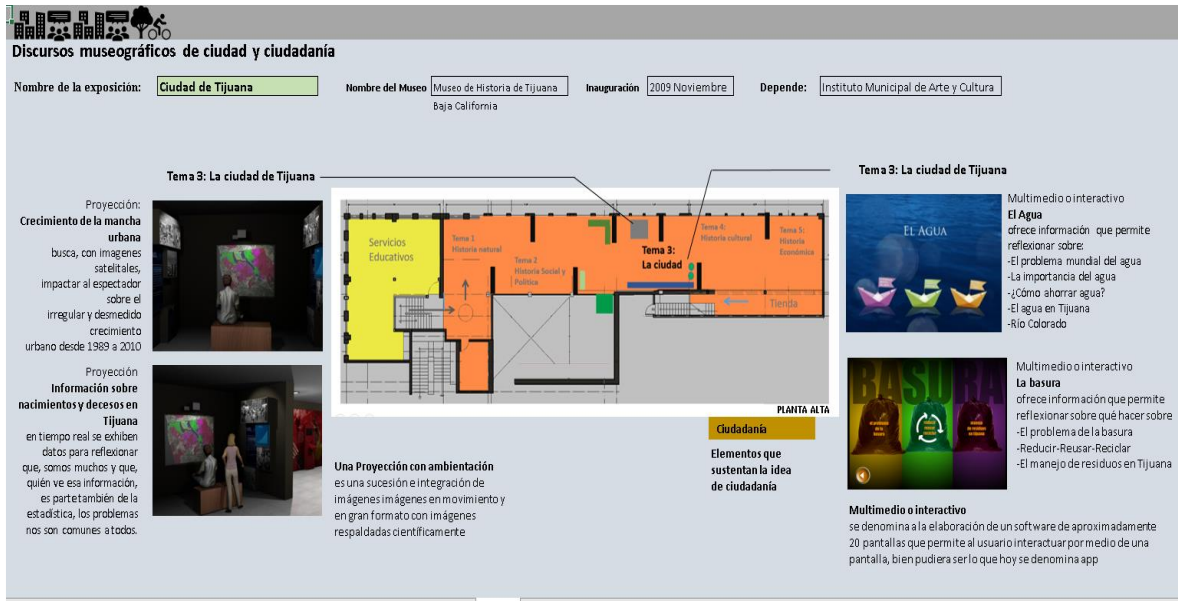 Discursos museográficos de ciudad y ciudadanía
Nombre de la exposición:
Ciudad de Tijuana
Nombre del Museo
Museo de Historia de Tijuana
Baja California
Inauguración
2009 Noviembre
Depende:
Instituto Municipal de Arte y Cultura
Tema 3: La ciudad de Tijuana
Tema 3: La ciudad de Tijuana
Proyección:
Crecimiento de la mancha
urbana
busca, con imagenes
satelitales,
impactar al espectador
sobre el
irregular y desmedido
crecimiento
urbano desde 1989 a 2010
Proyección
Información sobre
nacimientos y decesos en
Tijuana
en tiempo real se exhiben
datos para reflexionar
que, somos muchos y que,
quién ve esa información,
es parte también de la
estadística, los problemas
nos son comunes a todos.
Servicios
Educativos
Tema 1
Historia natural
Tema 2
Historia Social y
Política
Tema 3:
La ciudad
Tema 4:
Historia cultural
Tema 5:
Historia
Económica
Tienda
PLANTA ALTA
Una Proyección con ambientación
es una sucesión e integración de
imágenes imágenes en movimiento y
en gran formato con imágenes
respaldadas científicamente
Ciudadanía
Elementos que
sustentan la idea
de ciudadanía
EL AGUA
Multimedio o interactivo
El Agua
ofrece información que permite
reflexionar sobre:
-El problema mundial del agua
-La importancia del agua
-¿Cómo ahorrar agua?
-El agua en Tijuana
-Río Colorado
BASURA
Multimedio o interactivo
La basura
ofrece información que permite
reflexionar sobre qué hacer sobre
-El problema de la basura
-Reducir-Reusar-Reciclar
-El manejo de residuos en Tijuana
Multimedio o interactivo
se denomina a la elaboración de un software de aproximadamente
20 pantallas que permite al usuario interactuar por medio de una
pantalla, bien pudiera ser lo que hoy se denomina app